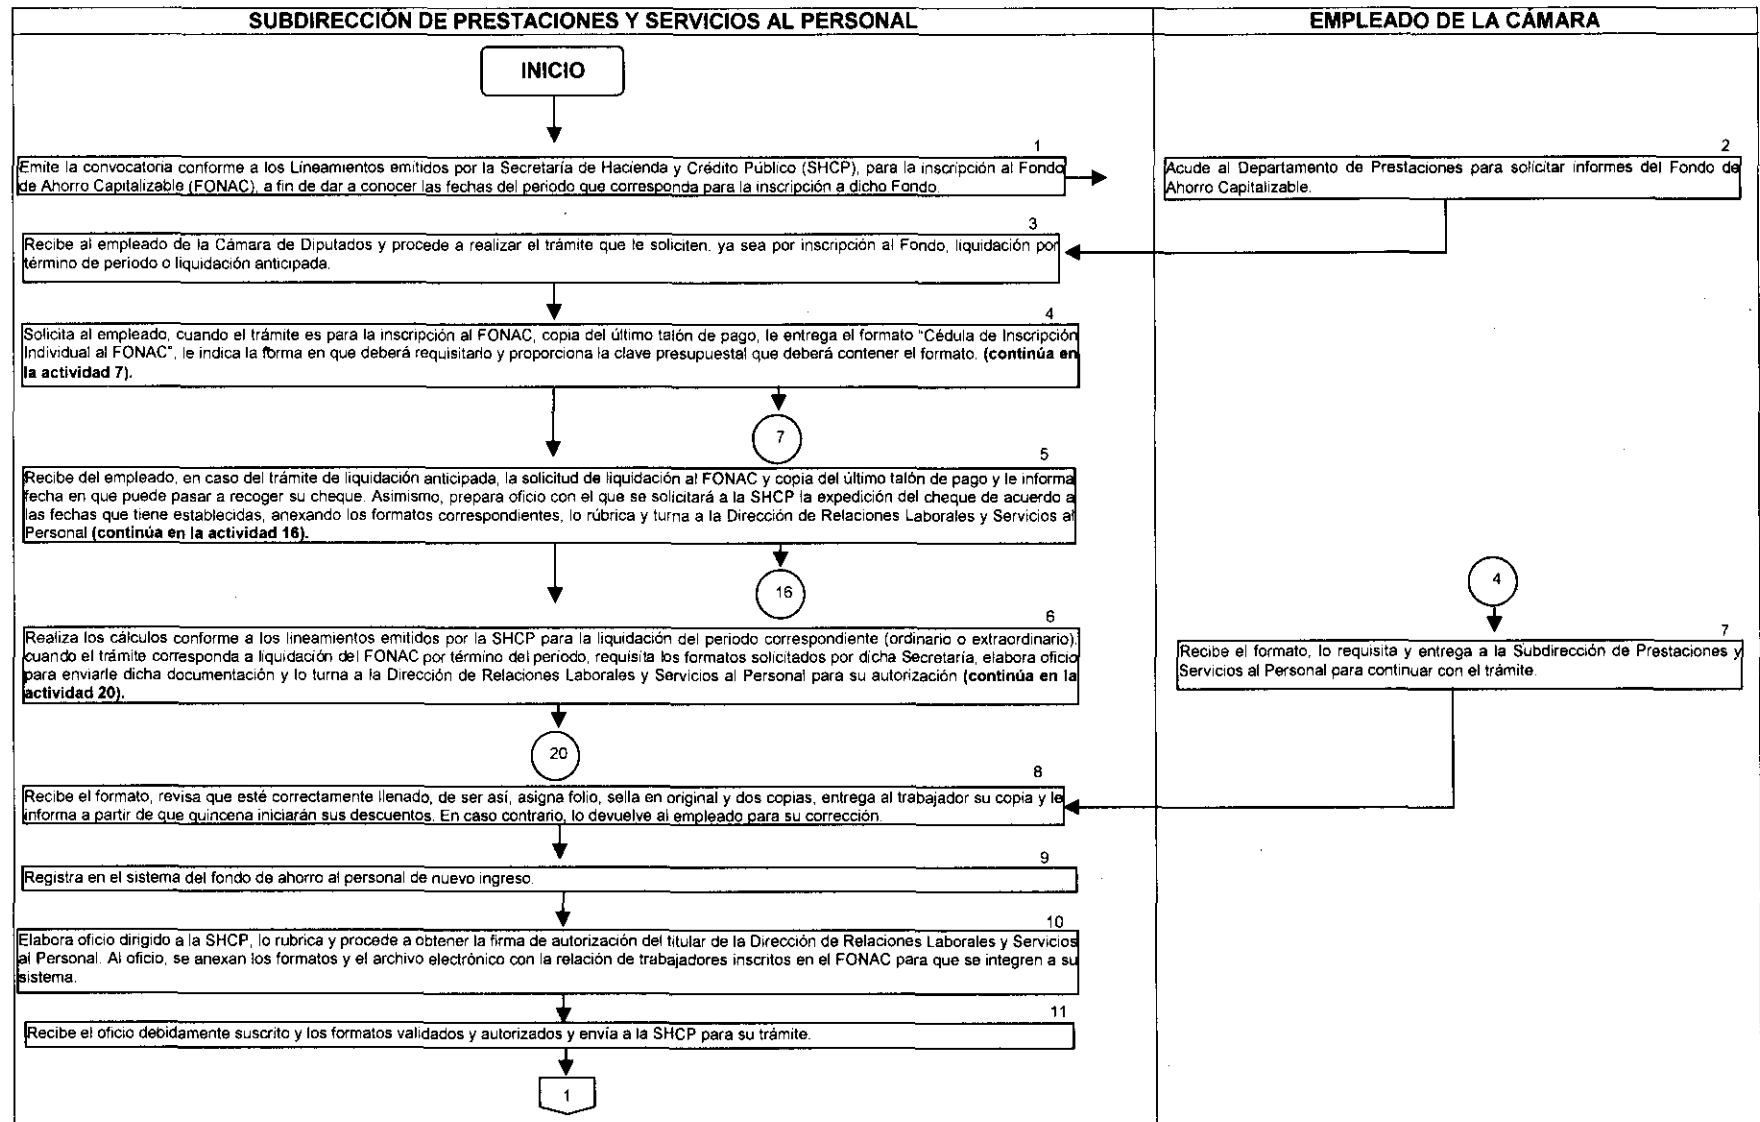 SUBDIRECCIÓN DE PRESTACIONES Y SERVICIOS AL PERSONAL
EMPLEADO DE LA CÁMARA
INICIO
1
Emite la convocatoria conforme a los Lineamientos emitidos por la Secretaría de Hacienda y Crédito Público (SHCP), para la inscripción al Fondo
de Ahorro Capitalizable (FONAC), a fin de dar a conocer las fechas del periodo que corresponda para la inscripción a dicho Fondo.
2
Acude al Departamento de Prestaciones para solicitar informes del Fondo de
Ahorro Capitalizable.
3
Recibe al empleado de la Cámara de Diputados y procede a realizar el trámite que le soliciten. ya sea por inscripción al Fondo, liquidación por
término de periodo o liquidación anticipada.
4
Solicita al empleado, cuando el trámite es para la inscripción al FONAC, copia del último talón de pago, le entrega el formato "Cédula de Inscripción
Individual al FONAC", le indica la forma en que deberá requisitarlo y proporciona la clave presupuestal que deberá contener el formato. (continúa en
la actividad 7).
7
5
Recibe del empleado, en caso del trámite de liquidación anticipada, la solicitud de liquidación al FONAC y copia del último talón de pago y le informa
fecha en que puede pasar a recoger su cheque. Asimismo, prepara oficio con el que se solicitará a la SHCP la expedición del cheque de acuerdo a
las fechas que tiene establecidas, anexando los formatos correspondientes, lo rúbrica y turna a la Dirección de Relaciones Laborales y Servicios al
Personal (continúa en la actividad 16).
16
6
Realiza los cálculos conforme a los lineamientos emitidos por la SHCP para la liquidación del periodo correspondiente (ordinario o extraordinario),
cuando el trámite corresponda a liquidación del FONAC por término del periodo, requisita los formatos solicitados por dicha Secretaría, elabora oficio
para enviarle dicha documentación y lo turna a la Dirección de Relaciones Laborales y Servicios al Personal para su autorización (continúa en la
actividad 20).
20
4
7
Recibe el formato, lo requisita y entrega a la Subdirección de Prestaciones y
Servicios al Personal para continuar con el trámite.
8
Recibe el formato, revisa que esté correctamente llenado, de ser así, asigna folio, sella en original y dos copias, entrega al trabajador su copia y le
informa a partir de que quincena iniciarán sus descuentos. En caso contrario, lo devuelve al empleado para su corrección.
9
Registra en el sistema del fondo de ahorro al personal de nuevo ingreso.
10
Elabora oficio dirigido a la SHCP, lo rubrica y procede a obtener la firma de autorización del titular de la Dirección de Relaciones Laborales y Servicios
al Personal. Al oficio, se anexan los formatos y el archivo electrónico con la relación de trabajadores inscritos en el FONAC para que se integren a su
sistema.
11
Recibe el oficio debidamente suscrito y los formatos validados y autorizados y envía a la SHCP para su trámite.
1